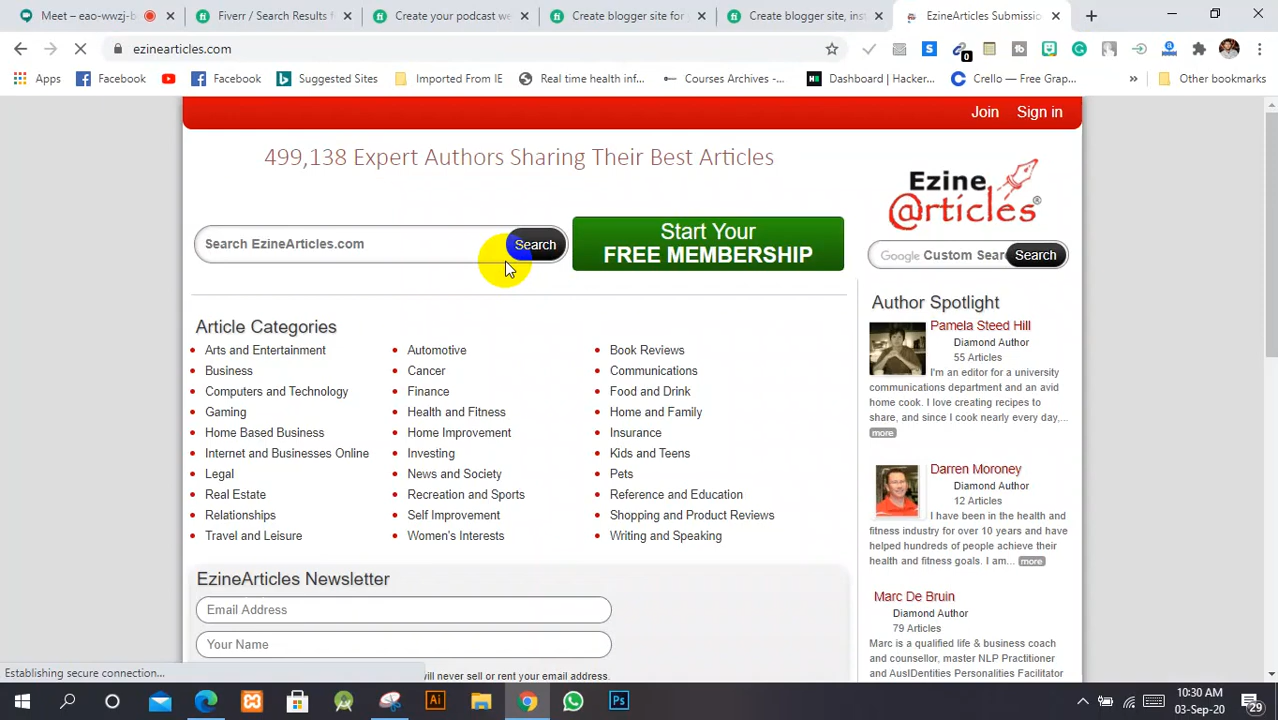 Meet – ea-wwzj-b
Fiverr / Search Results f
Create your podcast we
Create blogger site for
Create blogger site, inst
EzineArticles Submissio
ezinearticles.com
0
Apps
Facebook
Facebook
Suggested Sites
Imported From IE
Real time health inf...
Courses Archives -...
Dashboard | Hacker...
Crello — Free Grap...
»
Other bookmarks
Join
Sign in
499,138 Expert Authors Sharing Their Best Articles
Ezine
@rticles®
Search EzineArticles.com
Search
Start Your
FREE MEMBERSHIP
Google Custom Sear
Search
Article Categories
Arts and Entertainment
Automotive
Book Reviews
Business
Cancer
Communications
Computers and Technology
Finance
Food and Drink
Gaming
Health and Fitness
Home and Family
Home Based Business
Home Improvement
Insurance
Internet and Businesses Online
Investing
Kids and Teens
Legal
News and Society
Pets
Real Estate
Recreation and Sports
Reference and Education
Relationships
Self Improvement
Shopping and Product Reviews
Travel and Leisure
Women's Interests
Writing and Speaking
Author Spotlight
Pamela Steed Hill
Diamond Author
55 Articles
I'm an editor for a university
communications department and an avid
home cook. I love creating recipes to
share, and since I cook nearly every day,...
more
Darren Moroney
Diamond Author
12 Articles
I have been in the health and
fitness industry for over 10 years and have
helped hundreds of people achieve their
health and fitness goals. I am... more
Marc De Bruin
Diamond Author
79 Articles
Marc is a qualified life & business coach
and counsellor, master NLP Practitioner
and AusIDentities Personalities Facilitator
EzineArticles Newsletter
Email Address
Your Name
will never sell or rent your email address.
Establishing secure connection...
Ai
Ps
10:30 AM
03-Sep-20
29